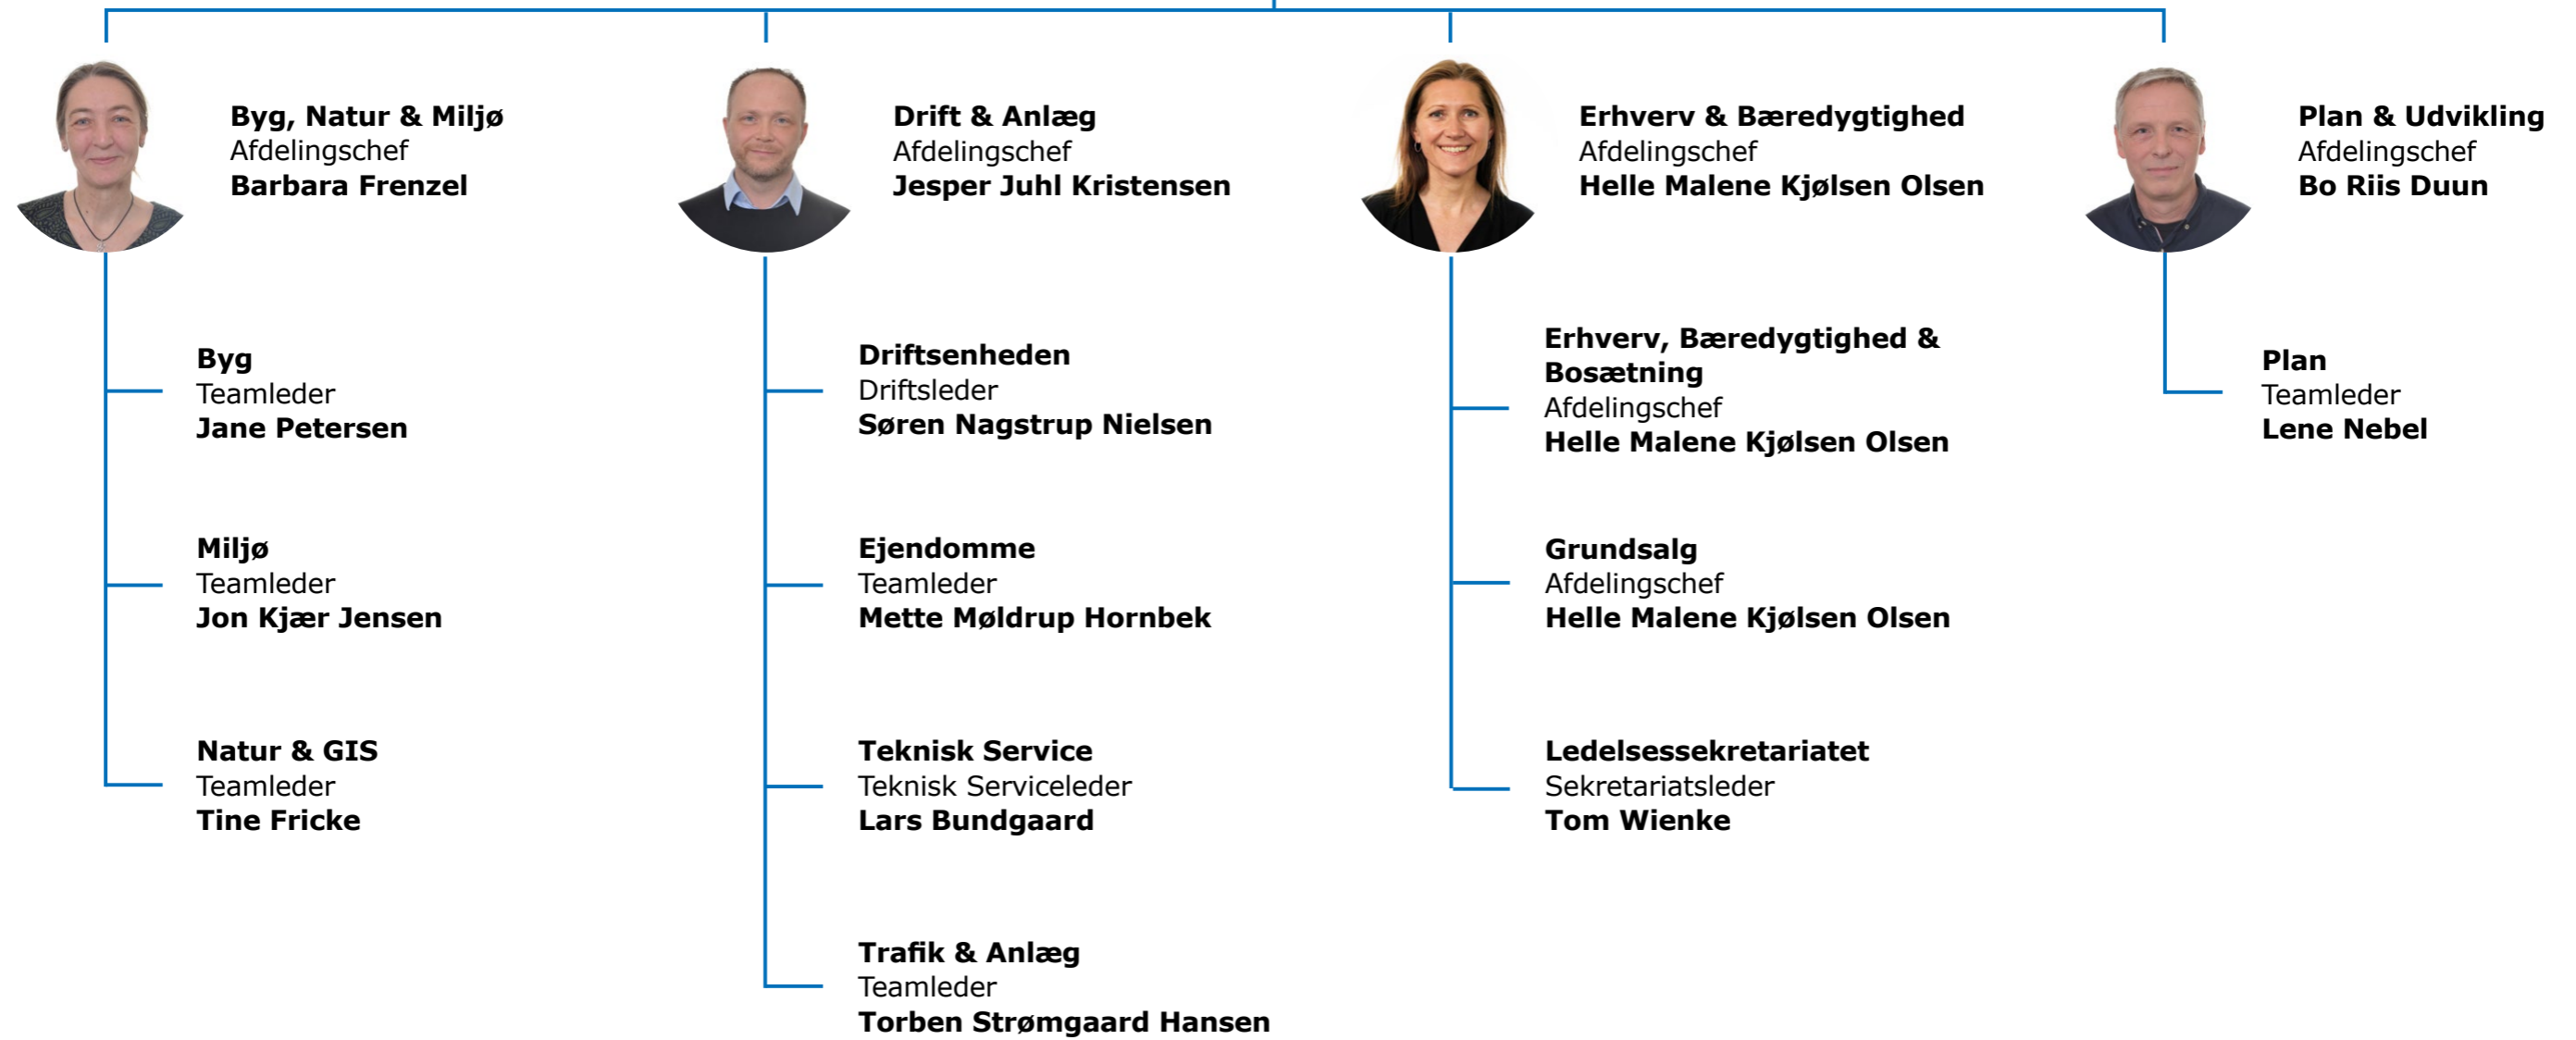 Byg, Natur & Miljø
Afdelingschef
Barbara Frenzel
Byg
Teamleder
Jane Petersen
Miljø
Teamleder
Jon Kjær Jensen
Natur & GIS
Teamleder
Tine Fricke
Drift & Anlæg
Afdelingschef
Jesper Juhl Kristensen
Driftsenheden
Driftsleder
Søren Nagstrup Nielsen
Ejendomme
Teamleder
Mette Møldrup Hornbek
Teknisk Service
Teknisk Serviceleder
Lars Bundgaard
Trafik & Anlæg
Teamleder
Torben Strømgaard Hansen
Erhverv & Bæredygtighed
Afdelingschef
Helle Malene Kjølsen Olsen
Erhverv, Bæredygtighed &
Bosætning
Afdelingschef
Helle Malene Kjølsen Olsen
Grundsalg
Afdelingschef
Helle Malene Kjølsen Olsen
Ledelsessekretariatet
Sekretariatsleder
Tom Wienke
Plan & Udvikling
Afdelingschef
Bo Riis Duun
Plan
Teamleder
Lene Nebel